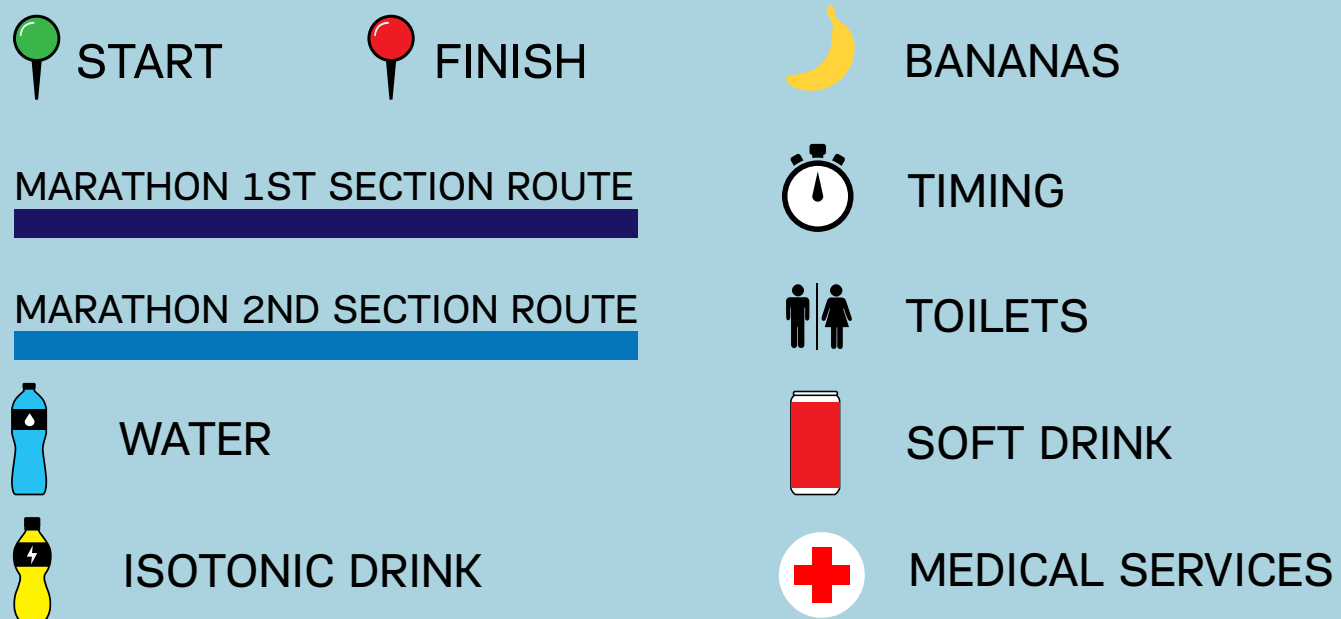 START
FINISH
MARATHON 1ST SECTION ROUTE
MARATHON 2ND SECTION ROUTE
WATER
ISOTONIC DRINK
BANANAS
TIMING
TOILETS
SOFT DRINK
MEDICAL SERVICES